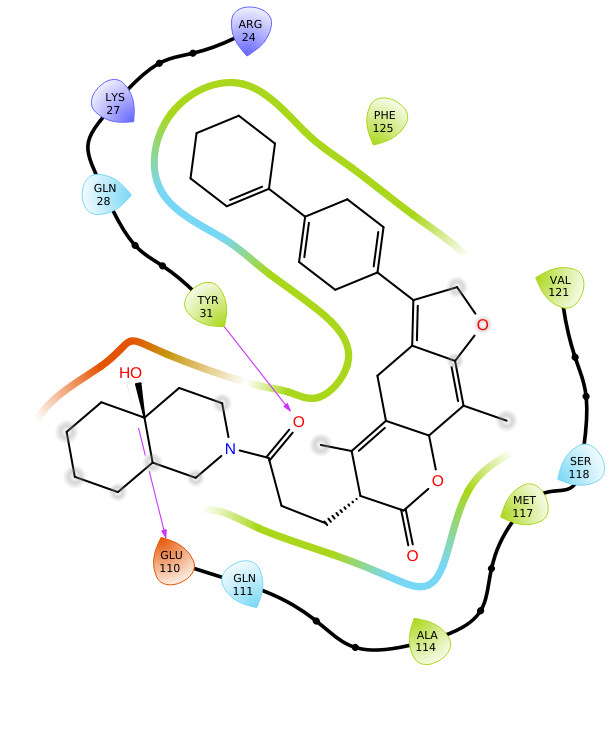 ARG
24
LYS
27
PHE
125
GLN
28
VAL
121
TYR
31
O
HO
O
N
O
SER
118
MET
117
O
GLU
110
GLN
111
ALA
114